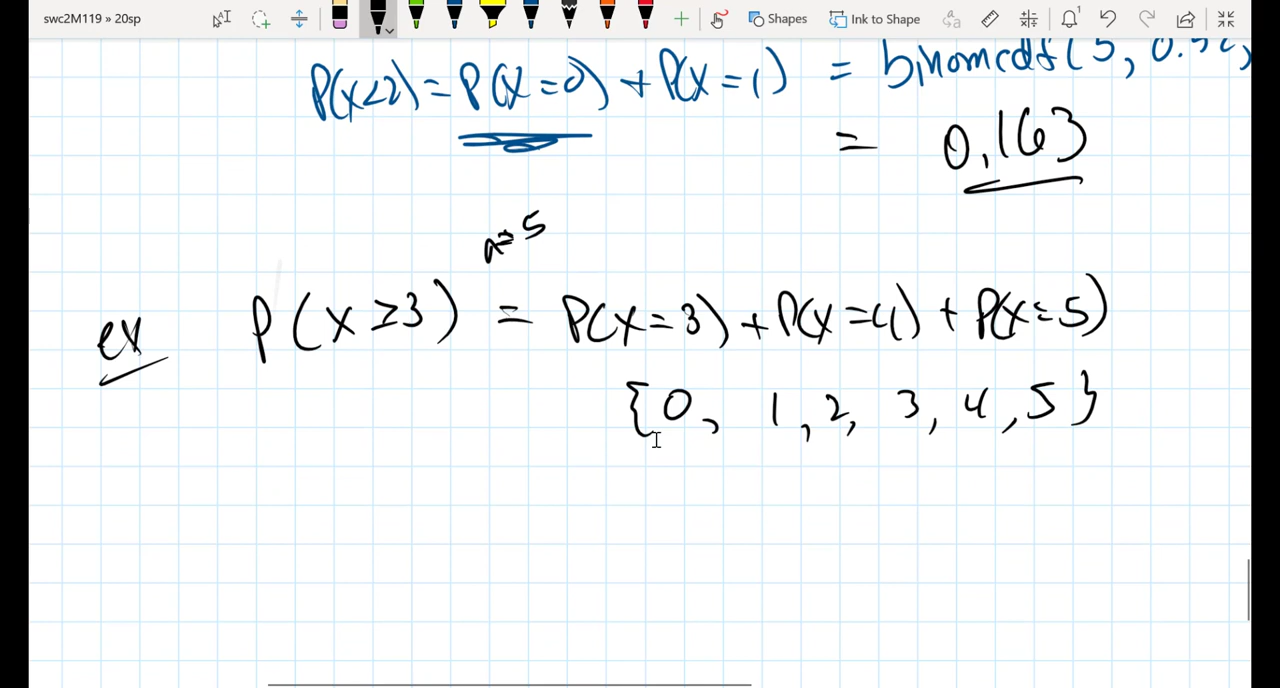 swc2M119 » 20sp Shapes Ink to Shape
P(X<2) = P(X=0) + P(X=1) = binomcdf(5, 0.52,
= 0.163
n=5
ex P(X≥3) = P(X=3) + P(X=4) + P(X=5)
{0, 1, 2, 3, 4, 5}